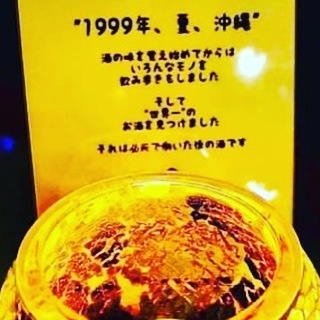 "1999年、夏、沖縄"
酒の味を覚え始めてからは
いろんなモノを
飲み歩きをしました
そして
"世界一"の
お酒を見つけました
それは必死で働いた後の酒です